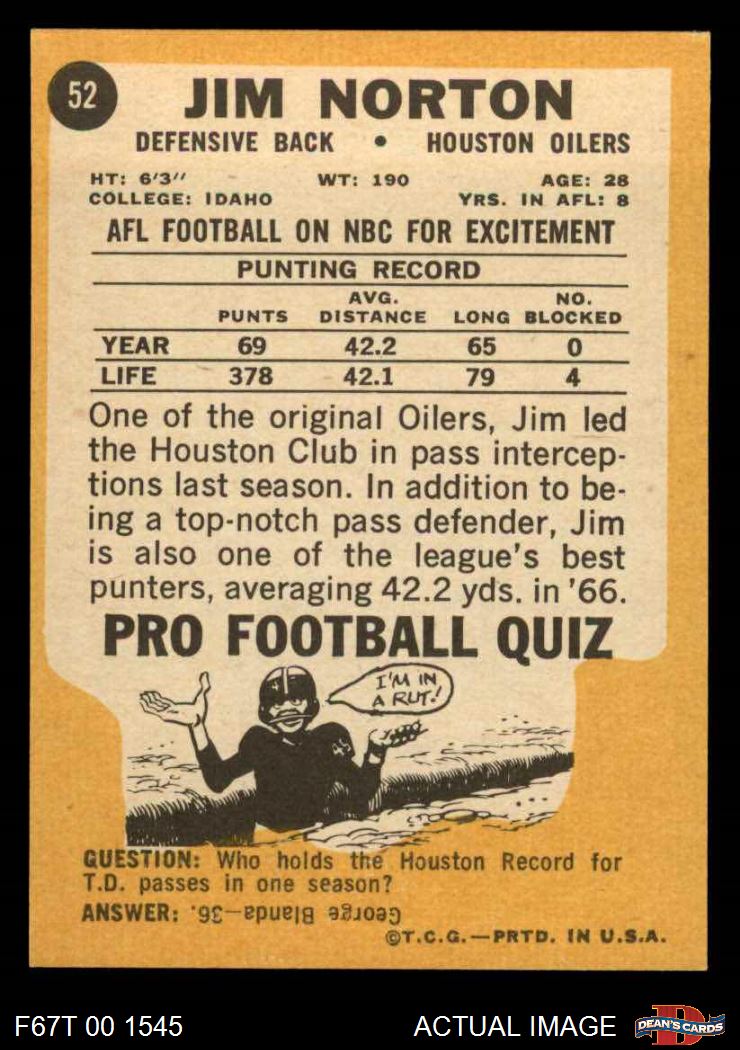 52
JIM NORTON
DEFENSIVE BACK • HOUSTON OILERS
HT: 6'3" WT: 190 AGE: 28
COLLEGE: IDAHO YRS. IN AFL: 8
AFL FOOTBALL ON NBC FOR EXCITEMENT
PUNTING RECORD
PUNTS AVG. DISTANCE LONG NO. BLOCKED
YEAR 69 42.2 65 0
LIFE 378 42.1 79 4
One of the original Oilers, Jim led
the Houston Club in pass intercep-
tions last season. In addition to be-
ing a top-notch pass defender, Jim
is also one of the league's best
punters, averaging 42.2 yds. in '66.
PRO FOOTBALL QUIZ
I'M IN
A RUT!
QUESTION: Who holds the Houston Record for
T.D. passes in one season?
ANSWER: George Blanda—36.
©T.C.G.—PRTD. IN U.S.A.
F67T 00 1545 ACTUAL IMAGE D DEAN'S CARDS